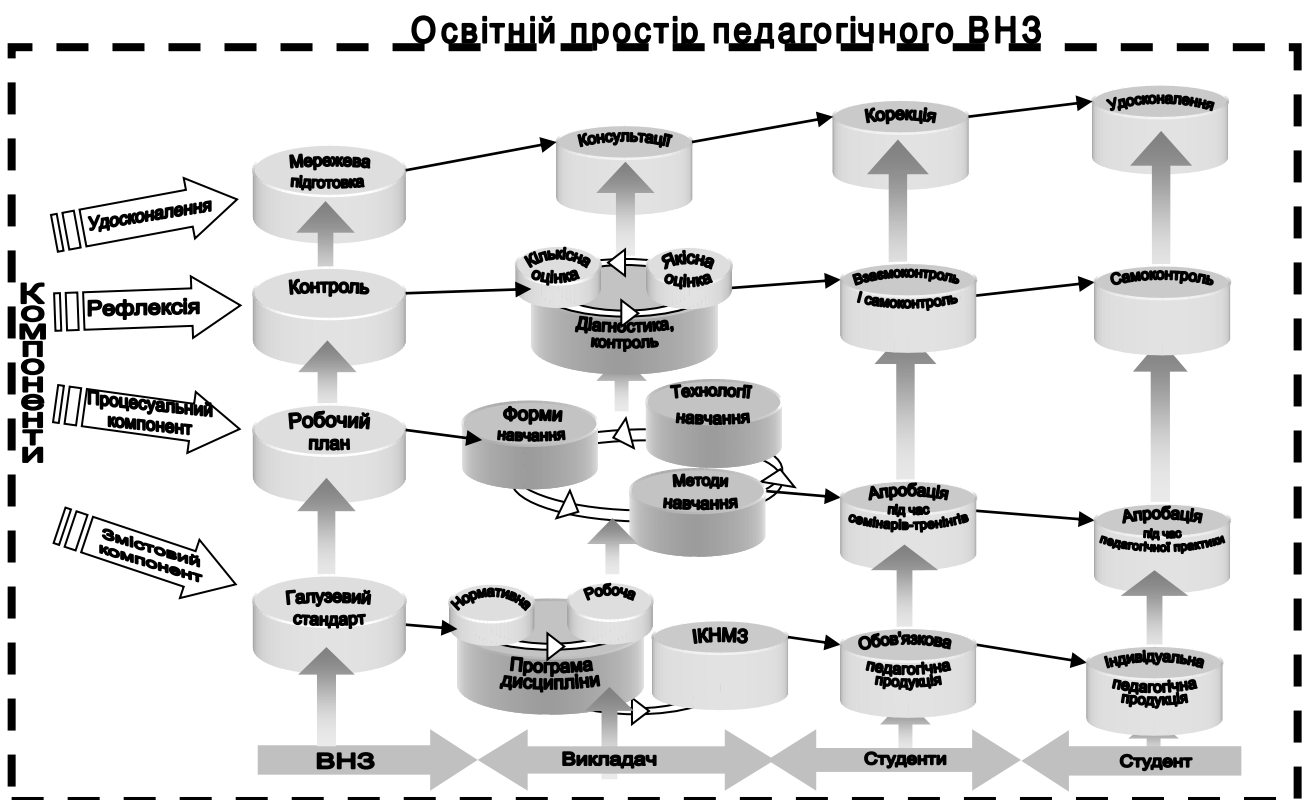 Освітній простір педагогічного ВНЗ
Удосконалення
Корекція
Консультації
Мережева
підготовка
Удосконалення
КОМПОНЕНТИ
Рефлексія
Контроль
Кількісна
оцінка
Якісна
оцінка
Діагностика,
контроль
Взаємоконтроль
і самоконтроль
Самоконтроль
Процесуальний
компонент
Робочий
план
Форми
навчання
Технології
навчання
Методи
навчання
Апробація
під час
семінарів-тренінгів
Апробація
під час
педагогічної практики
Змістовий
компонент
Галузевий
стандарт
Нормативна
Робоча
Програма
дисципліни
ІКНМЗ
Обов'язкова
педагогічна
продукція
Індивідуальна
педагогічна
продукція
ВНЗ
Викладач
Студенти
Студент